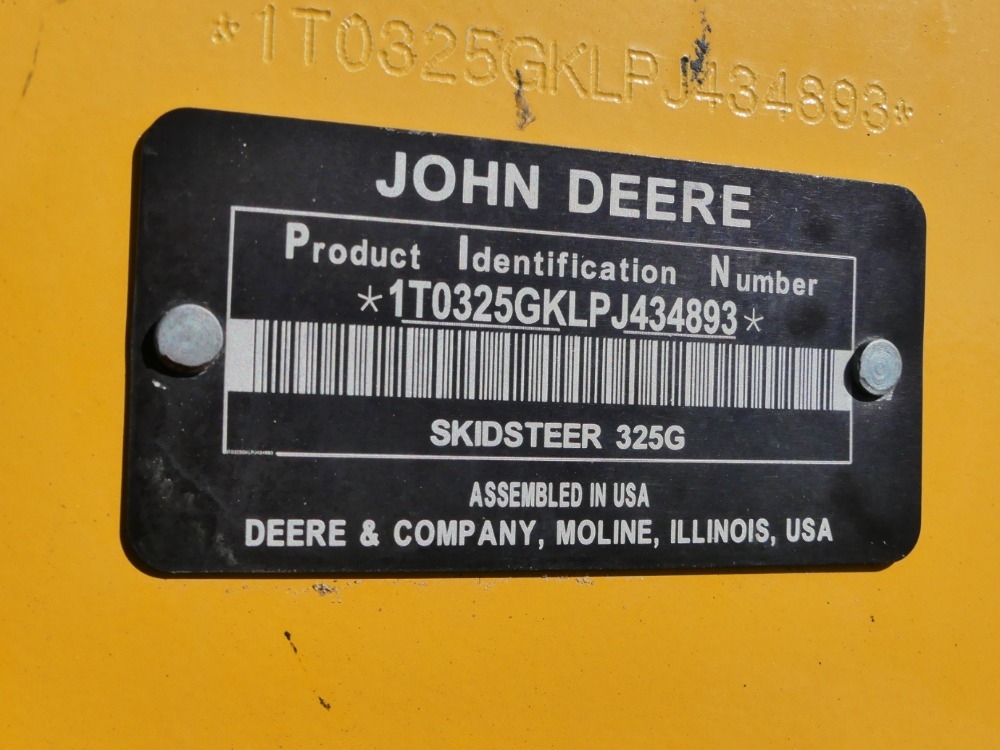 *1T0325GKLPJ434893*
JOHN DEERE
Product Identification Number
*1T0325GKLPJ434893*
SKIDSTEER 325G
ASSEMBLED IN USA
DEERE & COMPANY, MOLINE, ILLINOIS, USA